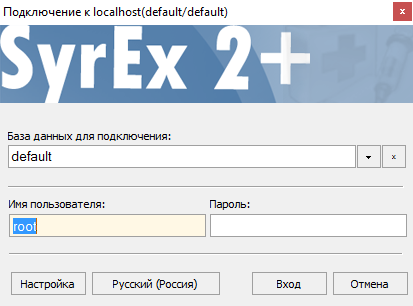 Подключение к localhost(default/default)
SyrEx 2+
База данных для подключения:
default
Имя пользователя: Пароль:
root
Настройка Русский (Россия) Вход Отмена